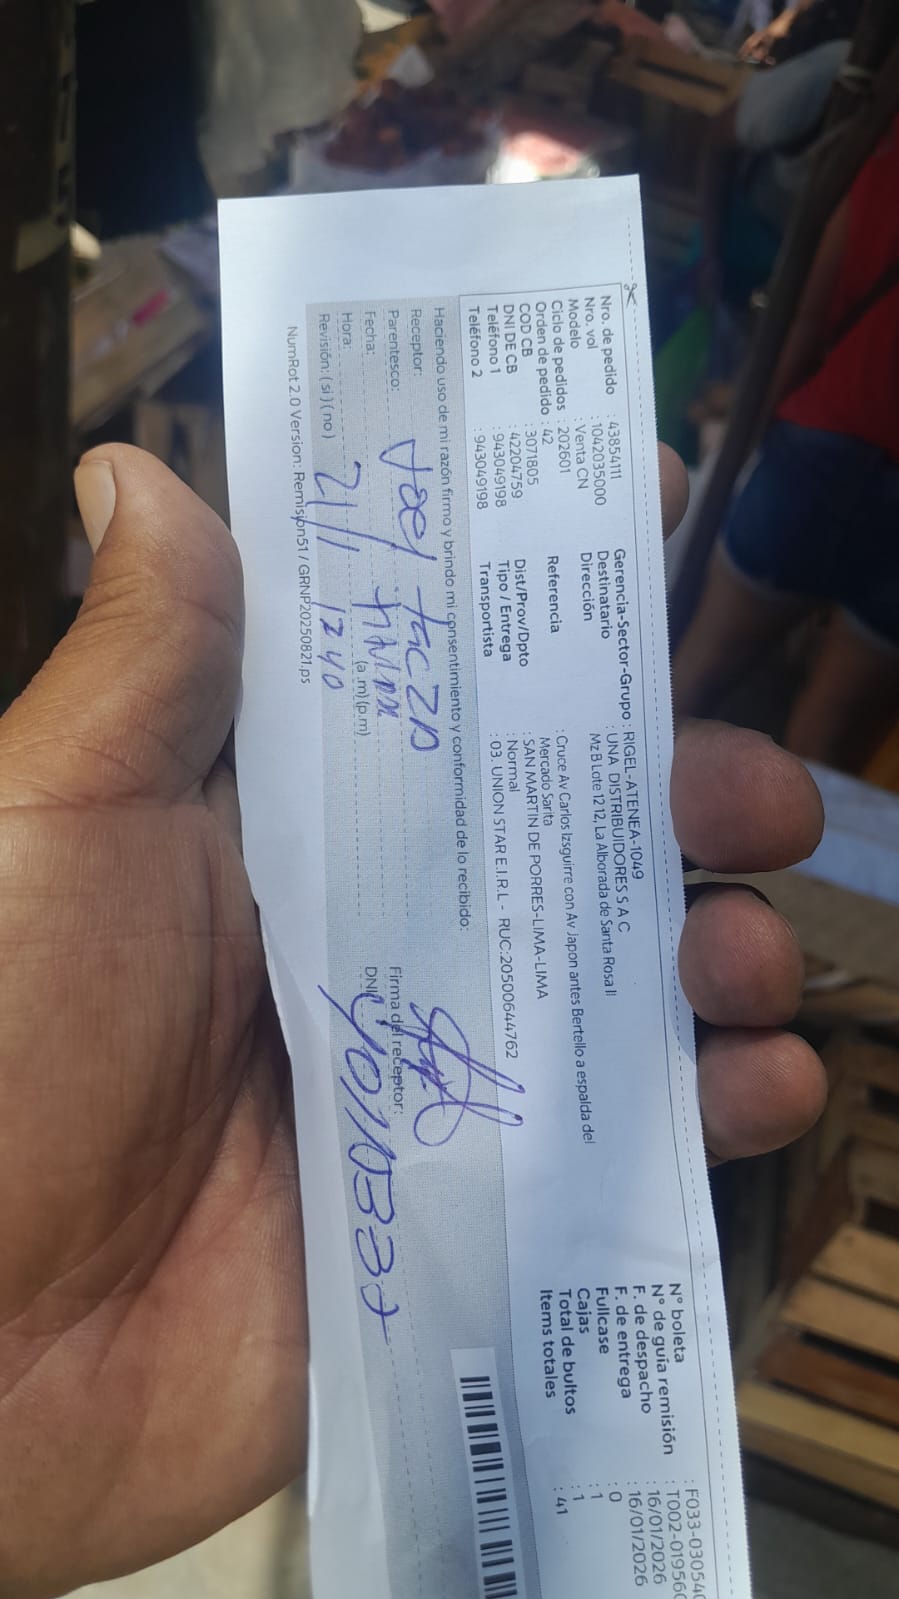 Nro. de pedido : 43854111
Nro. vol : 1042035000
Modelo : Venta CN
Ciclo de pedidos : 202601
Orden de pedido : 42
COD CB : 3071805
DNI DE CB : 42204759
Teléfono 1 : 943049198
Teléfono 2 : 943049198
Gerencia-Sector-Grupo : RIGEL-ATENEA-1049
Destinatario : UNA DISTRIBUIDORES S A C
Dirección Mz B Lote 12 12, La Alborada de Santa Rosa II
Referencia : Cruce Av Carlos Izsguirre con Av Japon antes Bertello a espalda del
Mercado Sarita
Dist/Prov/Dpto : SAN MARTIN DE PORRES-LIMA-LIMA
Tipo / Entrega : Normal
Transportista : 03. UNION STAR E.I.R.L - RUC:20500644762
N° boleta : F033-030540
N° de guía remisión : T002-019560
F. de despacho : 16/01/2026
F. de entrega : 16/01/2026
Fullcase : 0
Cajas : 1
Total de bultos : 1
Items totales : 41
Haciendo uso de mi razón firmo y brindo mi consentimiento y conformidad de lo recibido:
Receptor: Joel
Parentesco:
Fecha: 21/1
Hora: 1240 (a.m)(p.m)
Revisión: (si) (no)
Firma del receptor:
DNI
NumRot 2.0 Version: Remision51 / GRNP20250821.ps